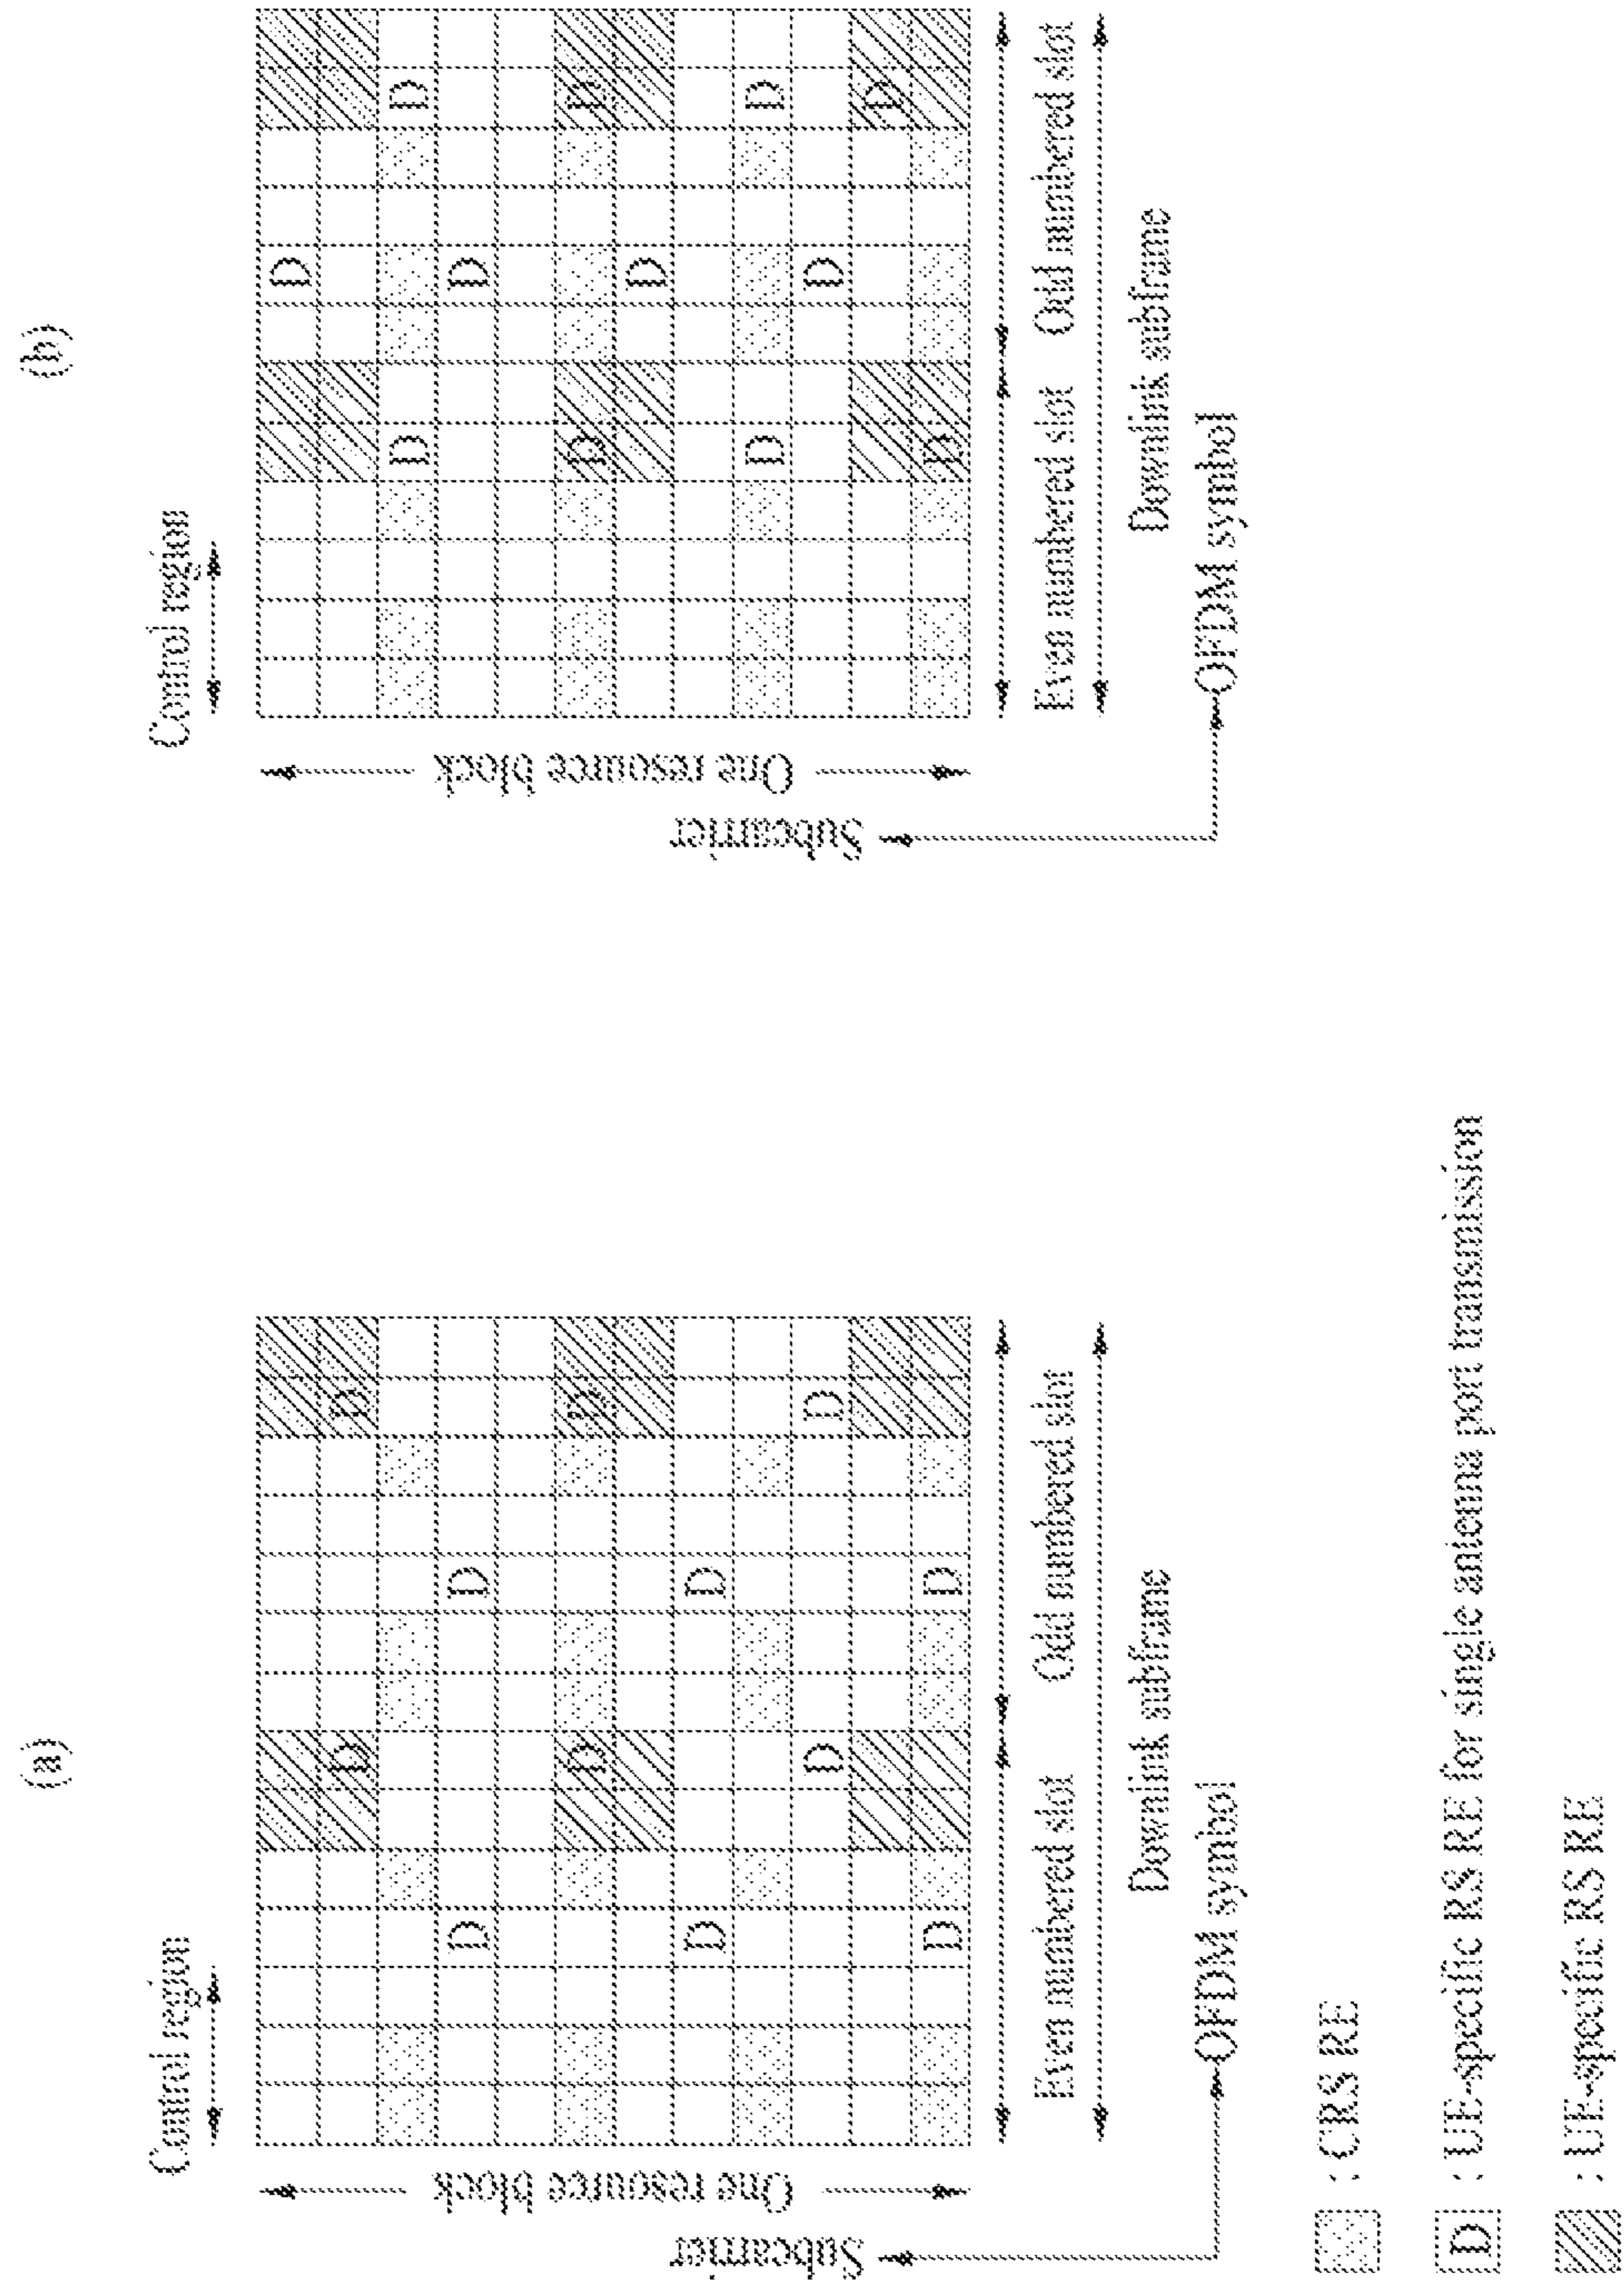 (a)
Control region
Subcarrier
One resource block
D D
D D
D D
D D
D D
D D
Even numbered slot
Odd numbered slot
Downlink subframe
OFDM symbol
(b)
Control region
Subcarrier
One resource block
D
D D
D
D D
D
D D
D
D
D
Even numbered slot
Odd numbered slot
Downlink subframe
OFDM symbol
: CRS RE
D : UE-specific RS RE for single antenna port transmission
: UE-specific RS RE